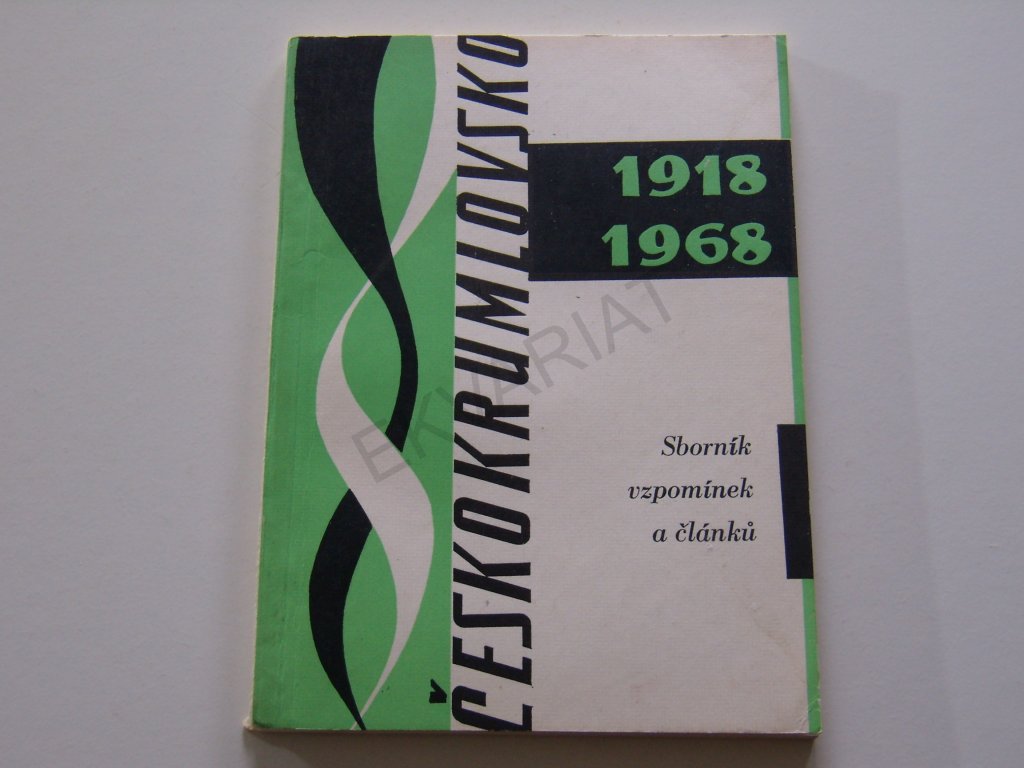 ČESKOKRUMLOVSKO
1918
1968
Sborník
vzpomínek
a článků
EKVARIAT